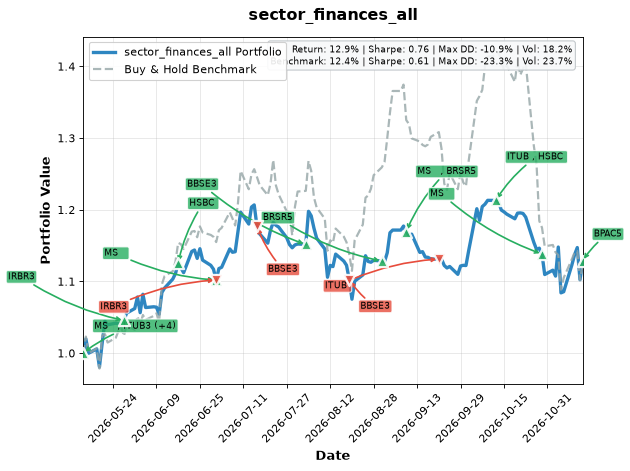 sector_finances_all
sector_finances_all Portfolio
Buy & Hold Benchmark
Return: 12.9% | Sharpe: 0.76 | Max DD: -10.9% | Vol: 18.2%
Benchmark: 12.4% | Sharpe: 0.61 | Max DD: -23.3% | Vol: 23.7%
Portfolio Value
1.4
1.3
1.2
1.1
1.0
ITUB , HSBC
MS , BRSR5
BBSE3
MS
HSBC
BRSR5
BPAC5
MS
BBSE3
IRBR3
ITUB
IRBR3
BBSE3
MS , ITUB3 (+4)
2026-05-24
2026-06-09
2026-06-25
2026-07-11
2026-07-27
2026-08-12
2026-08-28
2026-09-13
2026-09-29
2026-10-15
2026-10-31
Date